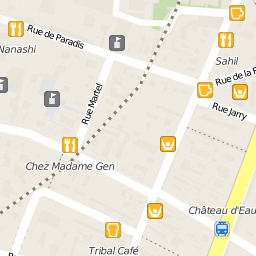 Rue de Paradis
Nanashi
Sahil
Rue de la
Rue Martel
Rue Jarry
Chez Madame Gen
Château d'Eau
Tribal Café